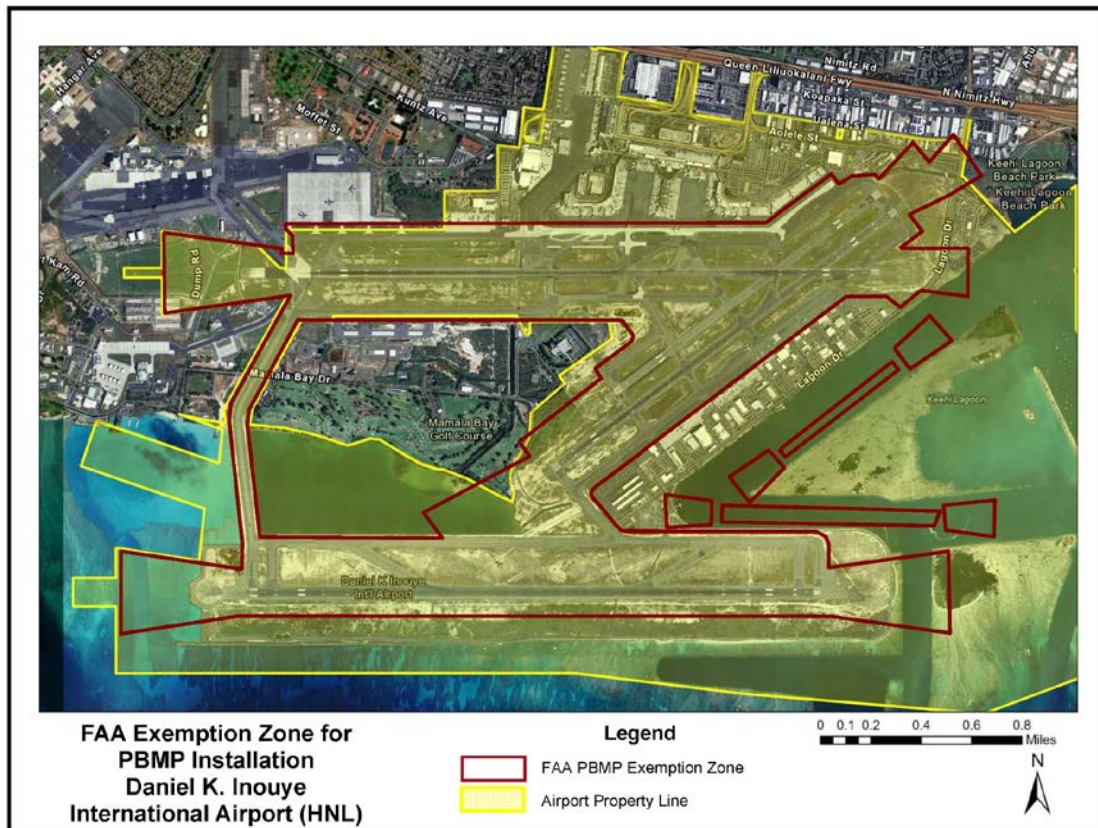 Hangar Ave
Moffet St
Kuntz Ave
Nimitz Rd
Queen Liliuokalani Fwy
N Nimitz Hwy
Koapaka St
Ualena St
Aolele St
Keehi Lagoon
Beach Park
Keehi Lagoon
Beach Park
Dump Rd
t Kam Rd
Lagoon Dr
Mamala Bay Dr
Mamala Bay
Golf Course
Lagoon Dr
Keehi Lagoon
Daniel K Inouye
Int'l Airport
FAA Exemption Zone for
PBMP Installation
Daniel K. Inouye
International Airport (HNL)
Legend
FAA PBMP Exemption Zone
Airport Property Line
0 0.1 0.2 0.4 0.6 0.8
Miles
N